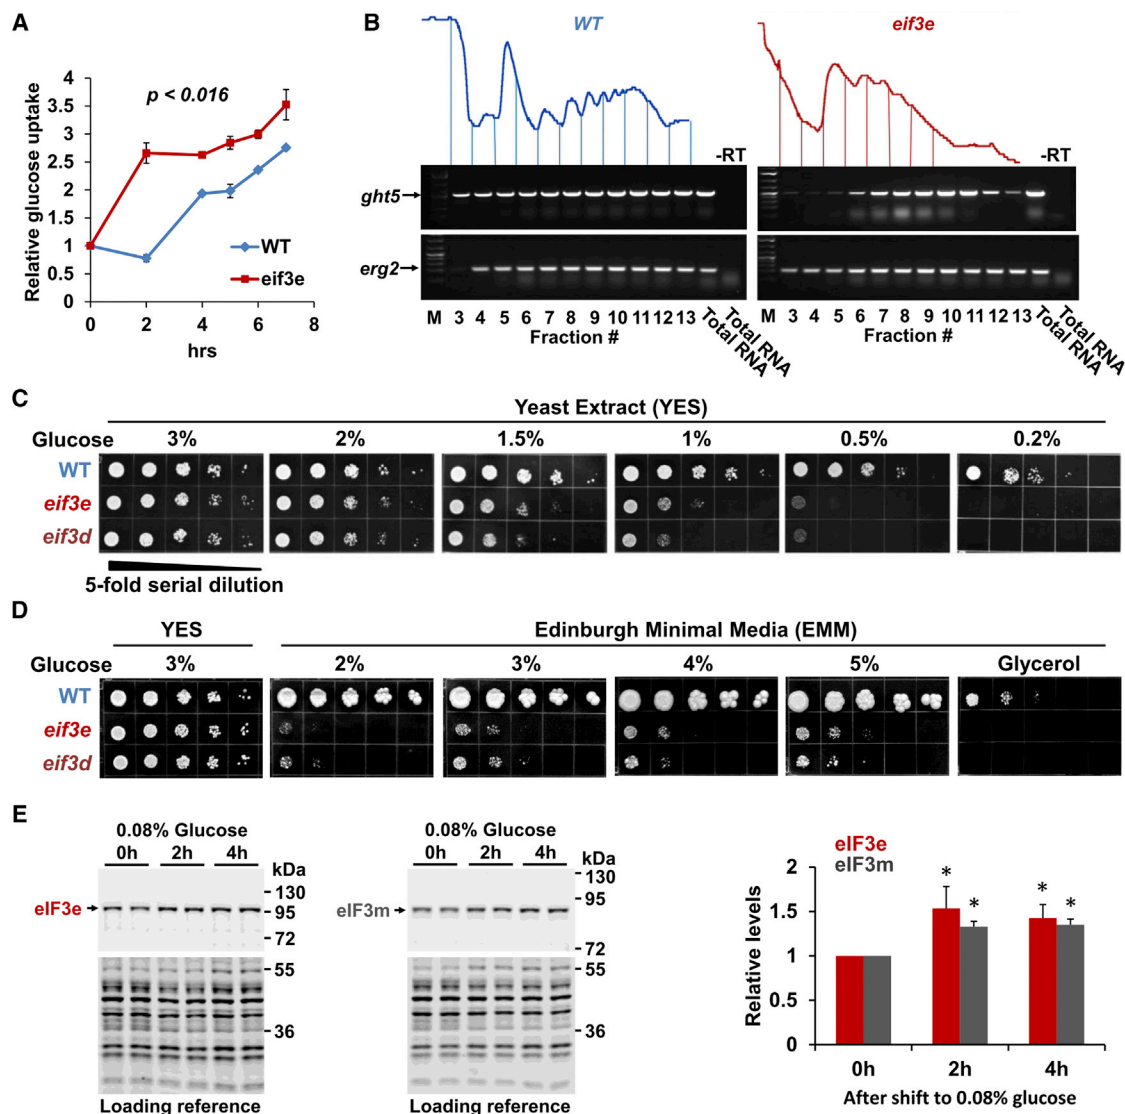 A
Relative glucose uptake
4
3.5
3
2.5
2
1.5
1
0.5
0
p < 0.016
WT
eif3e
0 2 4 6 8
hrs
B
WT
eif3e
-RT
-RT
ght5
erg2
M 3 4 5 6 7 8 9 10 11 12 13 Total RNA Total RNA
Fraction #
M 3 4 5 6 7 8 9 10 11 12 13 Total RNA Total RNA
Fraction #
C
Yeast Extract (YES)
Glucose 3% 2% 1.5% 1% 0.5% 0.2%
WT
eif3e
eif3d
5-fold serial dilution
D
YES Edinburgh Minimal Media (EMM)
Glucose 3% 2% 3% 4% 5% Glycerol
WT
eif3e
eif3d
E
0.08% Glucose
0h 2h 4h
kDa
eIF3e
130
95
72
55
36
Loading reference
0.08% Glucose
0h 2h 4h
kDa
eIF3m
130
95
72
55
36
Loading reference
eIF3e
eIF3m
Relative levels
2
1.5
1
0.5
0
* * * *
0h 2h 4h
After shift to 0.08% glucose